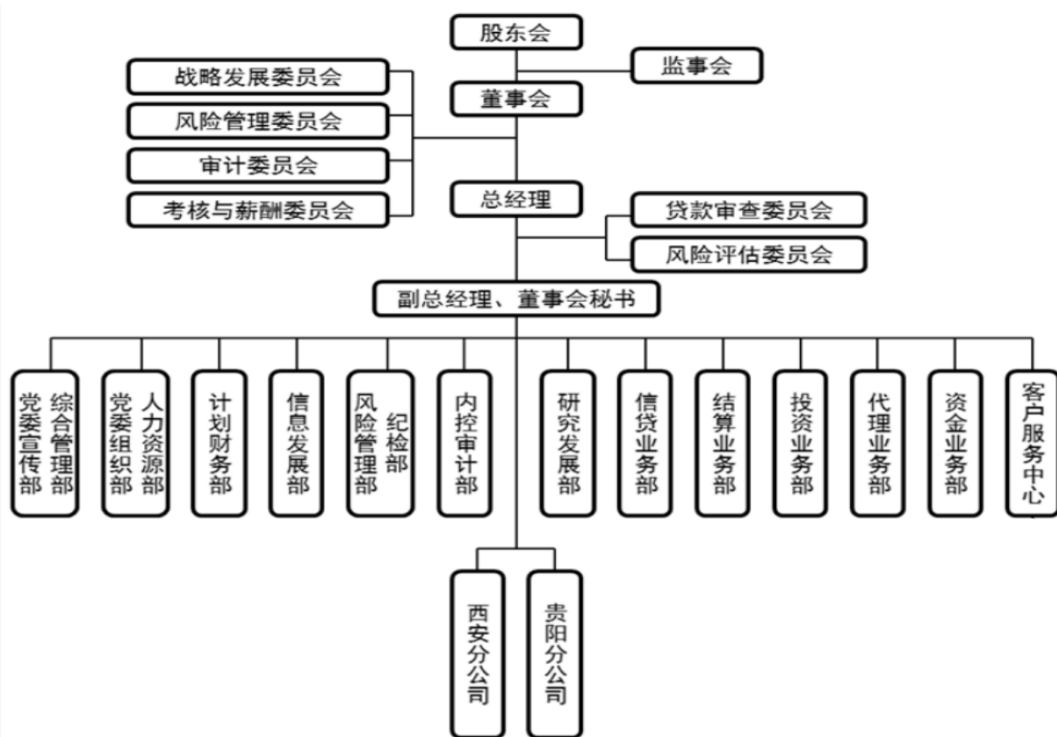 股东会
监事会
战略发展委员会
董事会
风险管理委员会
审计委员会
总经理
考核与薪酬委员会
贷款审查委员会
风险评估委员会
副总经理、董事会秘书
综合管理部
党委宣传部
人力资源部
党委组织部
计划财务部
信息发展部
纪检部
风险管理部
内控审计部
研究发展部
信贷业务部
结算业务部
投资业务部
代理业务部
资金业务部
客户服务中心
西安分公司
贵阳分公司